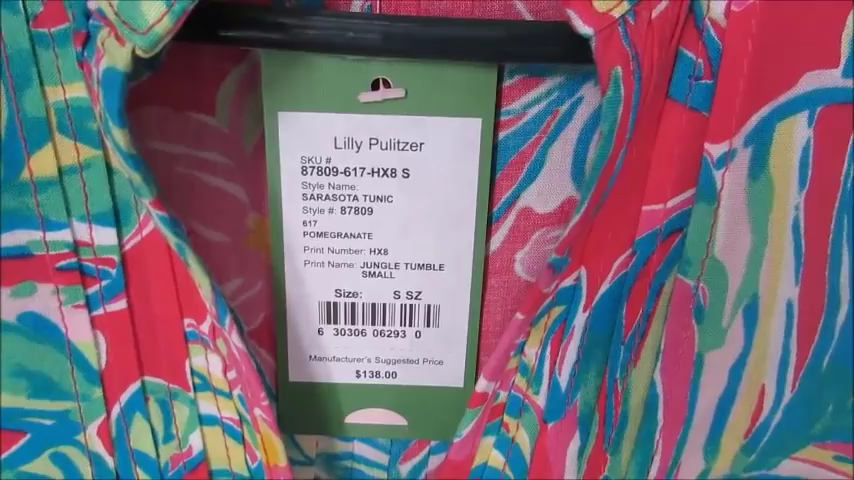 Lilly Pulitzer
SKU #
87809-617-HX8 S
Style Name:
SARASOTA TUNIC
Style #: 87809
617
POMEGRANATE
Print Number: HX8
Print Name: JUNGLE TUMBLE
SMALL
Size: S SZ
6 30306 06293 0
Manufacturer's Suggested Price
$138.00